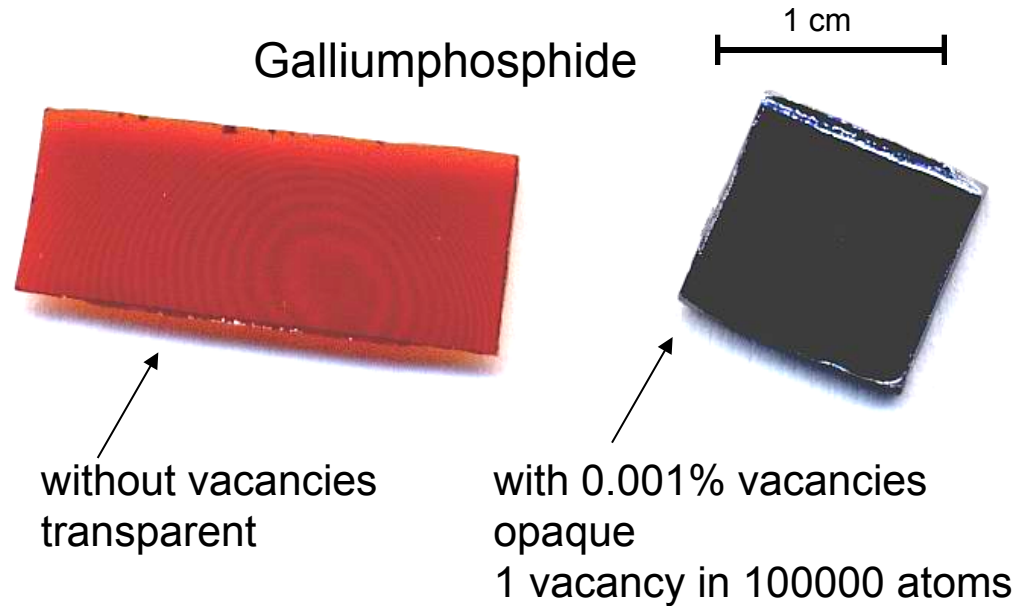 1 cm
Galliumphosphide
without vacancies
transparent
with 0.001% vacancies
opaque
1 vacancy in 100000 atoms